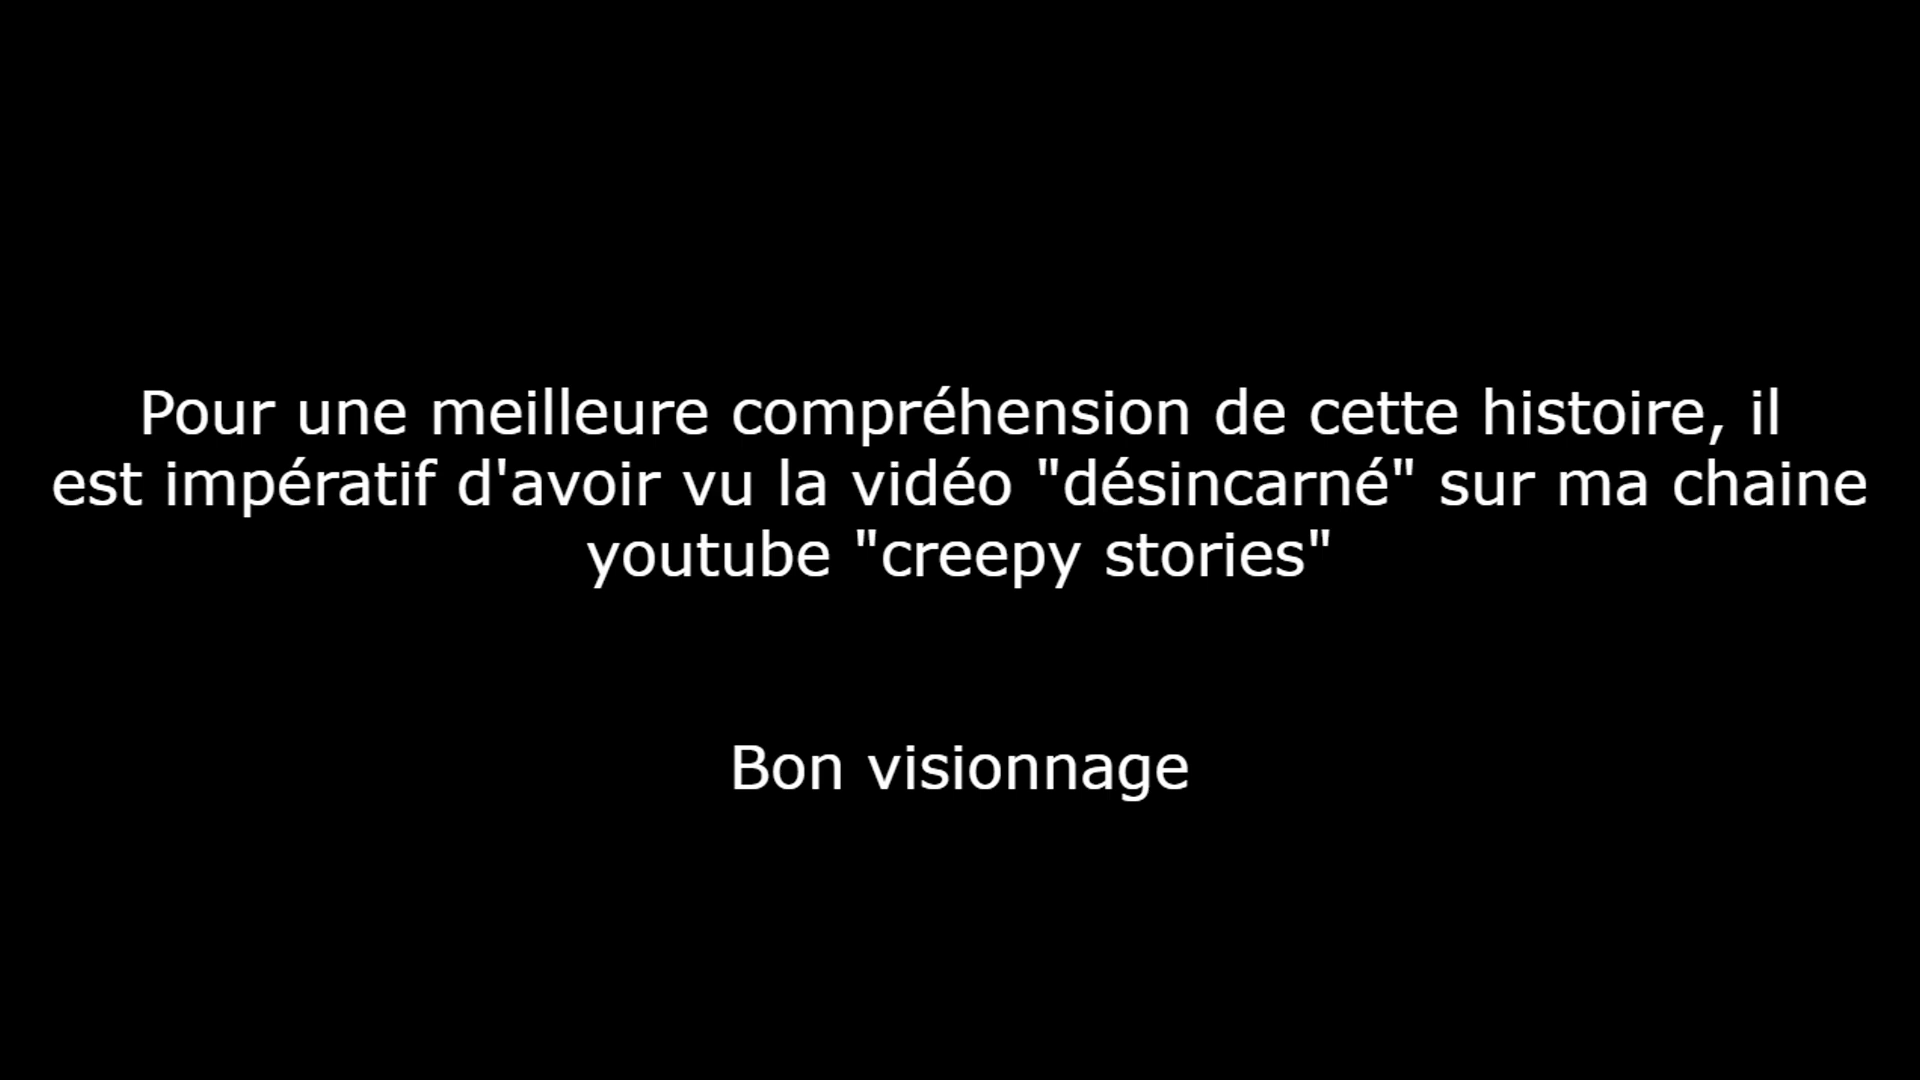 Pour une meilleure compréhension de cette histoire, il
est impératif d'avoir vu la vidéo "désincarné" sur ma chaine
youtube "creepy stories"
Bon visionnage